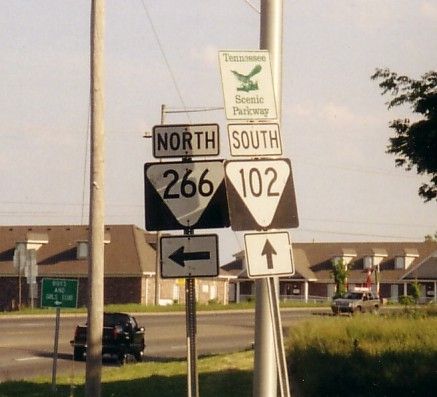 Tennessee
Scenic
Parkway
NORTH
SOUTH
266
102
BOYS
AND
GIRLS CLUB